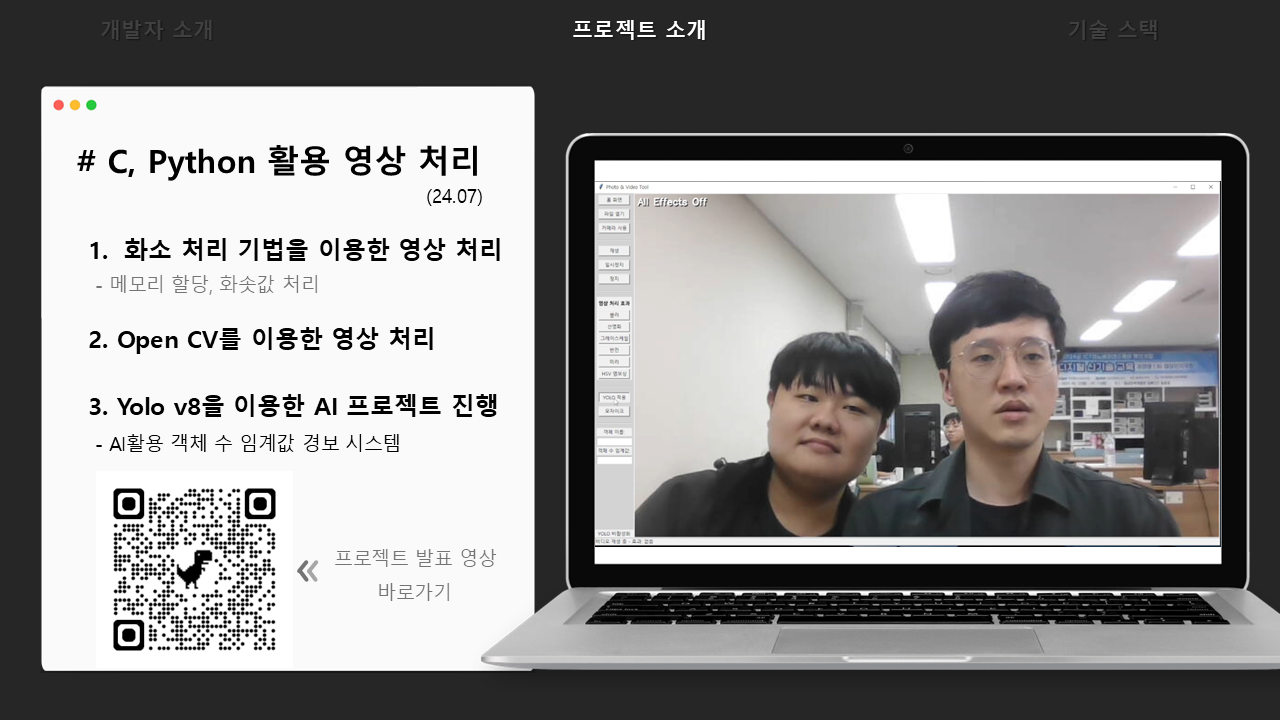 개발자 소개
프로젝트 소개
기술 스택
# C, Python 활용 영상 처리
(24.07)
1. 화소 처리 기법을 이용한 영상 처리
- 메모리 할당, 화솟값 처리
2. Open CV를 이용한 영상 처리
3. Yolo v8을 이용한 AI 프로젝트 진행
- AI활용 객체 수 임계값 경보 시스템
프로젝트 발표 영상
바로가기
Photo & Video Tool
All Effects Off
홈 화면
파일 열기
카메라 사용
재생
일시정지
정지
영상 처리 효과
블러
선명화
그레이스케일
반전
미러
YOLO 적용
모자이크
객체 이름:
객체 수 임계값:
YOLO 비활성화
비디오 재생 중 - 효과: 없음
디지털 신기술 교육